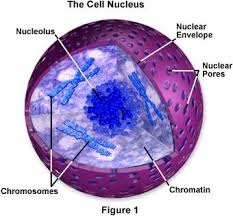 The Cell Nucleus
Nucleolus
Nuclear
Envelope
Nuclear
Pores
Chromosomes
Chromatin
Figure 1